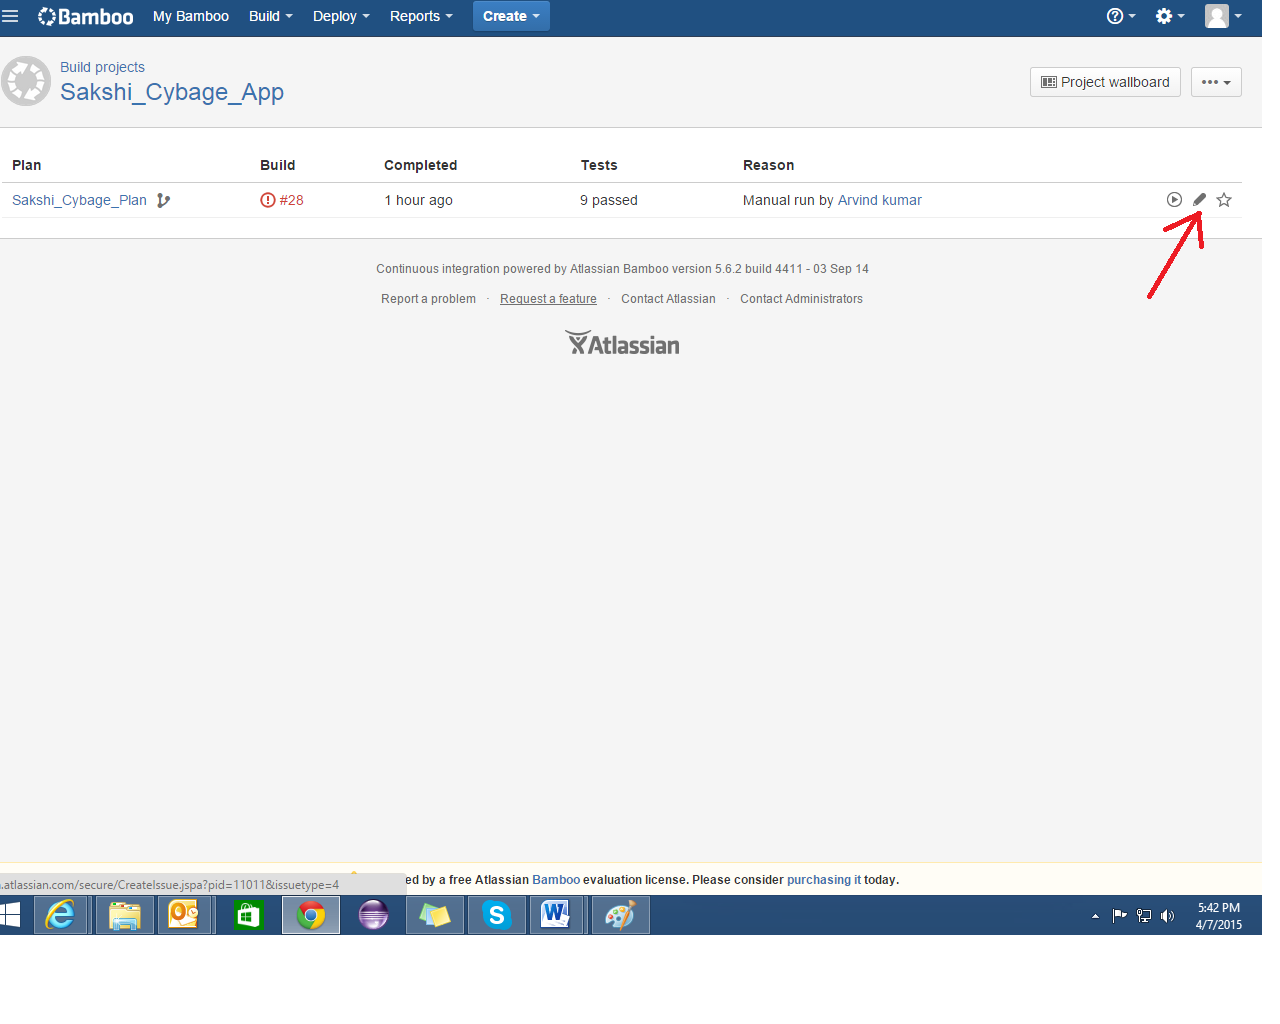 Bamboo My Bamboo Build Deploy Reports Create
Build projects
Sakshi_Cybage_App
Project wallboard
Plan Build Completed Tests Reason
Sakshi_Cybage_Plan #28 1 hour ago 9 passed Manual run by Arvind kumar
Continuous integration powered by Atlassian Bamboo version 5.6.2 build 4411 - 03 Sep 14
Report a problem · Request a feature · Contact Atlassian · Contact Administrators
Atlassian
ed by a free Atlassian Bamboo evaluation license. Please consider purchasing it today.
.atlassian.com/secure/CreateIssue.jspa?pid=11011&issuetype=4
5:42 PM
4/7/2015